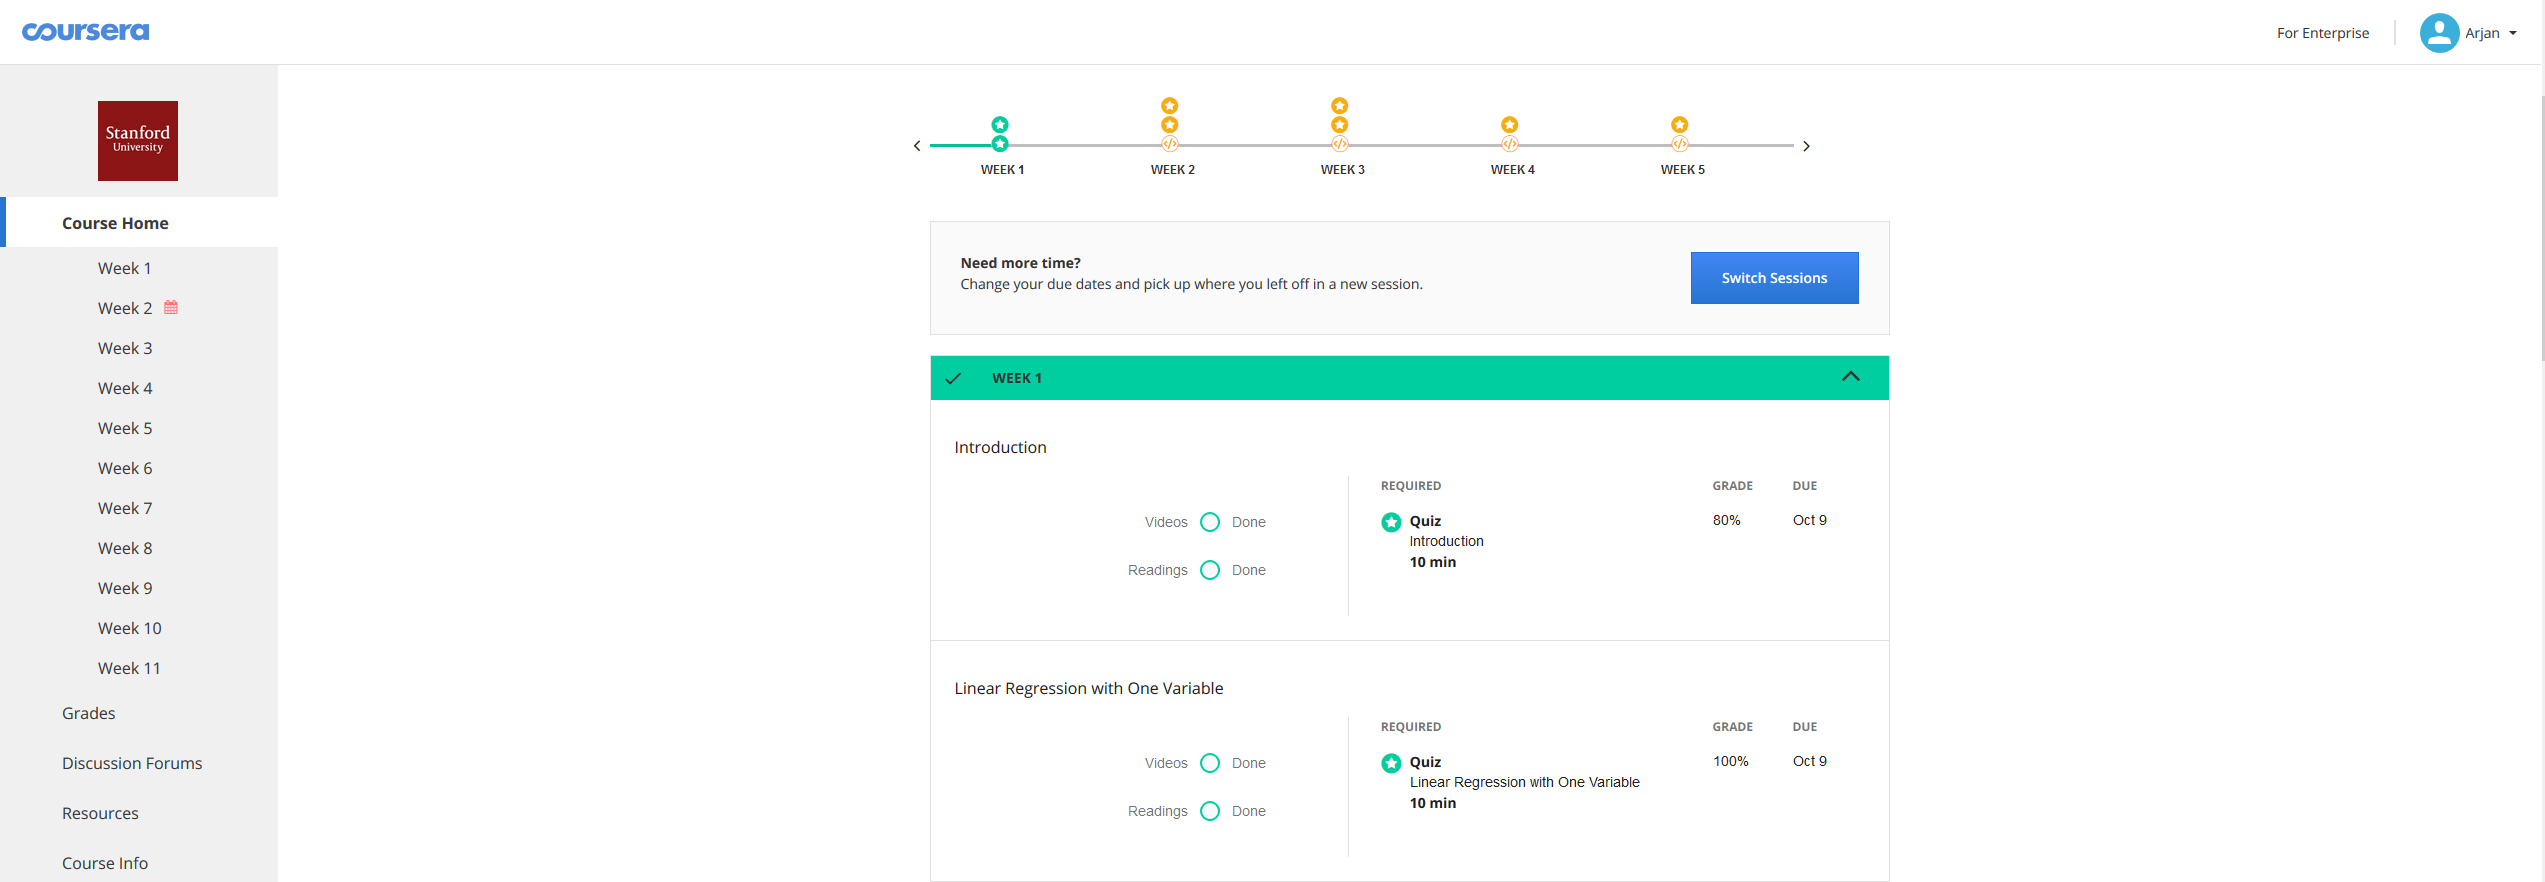 coursera
For Enterprise
Arjan
Stanford
University
Course Home
Week 1
Week 2
Week 3
Week 4
Week 5
Week 6
Week 7
Week 8
Week 9
Week 10
Week 11
Grades
Discussion Forums
Resources
Course Info
WEEK 1 WEEK 2 WEEK 3 WEEK 4 WEEK 5
Need more time?
Change your due dates and pick up where you left off in a new session.
Switch Sessions
WEEK 1
Introduction
Videos Done
Readings Done
REQUIRED GRADE DUE
Quiz 80% Oct 9
Introduction
10 min
Linear Regression with One Variable
Videos Done
Readings Done
REQUIRED GRADE DUE
Quiz 100% Oct 9
Linear Regression with One Variable
10 min